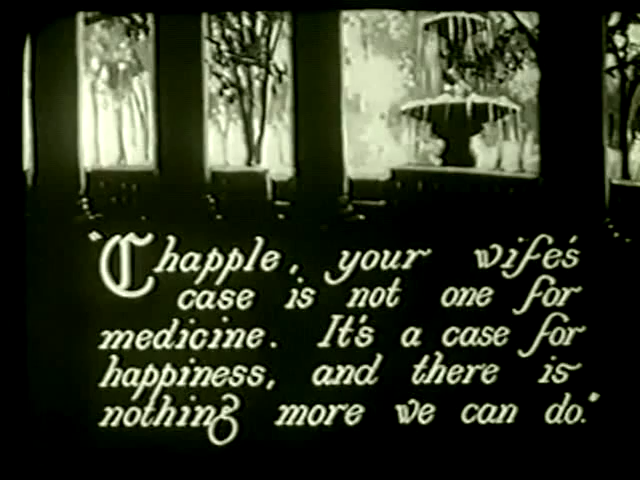 "Chapple, your wife's
case is not one for
medicine. It's a case for
happiness, and there is
nothing more we can do."